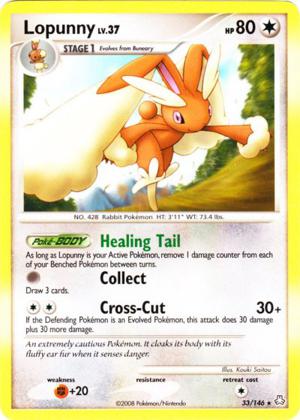 Lopunny LV.37
HP 80
STAGE 1 Evolves from Buneary
NO. 428 Rabbit Pokémon HT: 3'11" WT: 73.4 lbs.
Poké-BODY Healing Tail
As long as Lopunny is your Active Pokémon, remove 1 damage counter from each
of your Benched Pokémon between turns.
Collect
Draw 3 cards.
Cross-Cut 30+
If the Defending Pokémon is an Evolved Pokémon, this attack does 30 damage
plus 30 more damage.
An extremely cautious Pokémon. It cloaks its body with its
fluffy ear fur when it senses danger.
Illus. Kouki Saitou
weakness resistance retreat cost
+20
33/146 ★
©2008 Pokémon/Nintendo